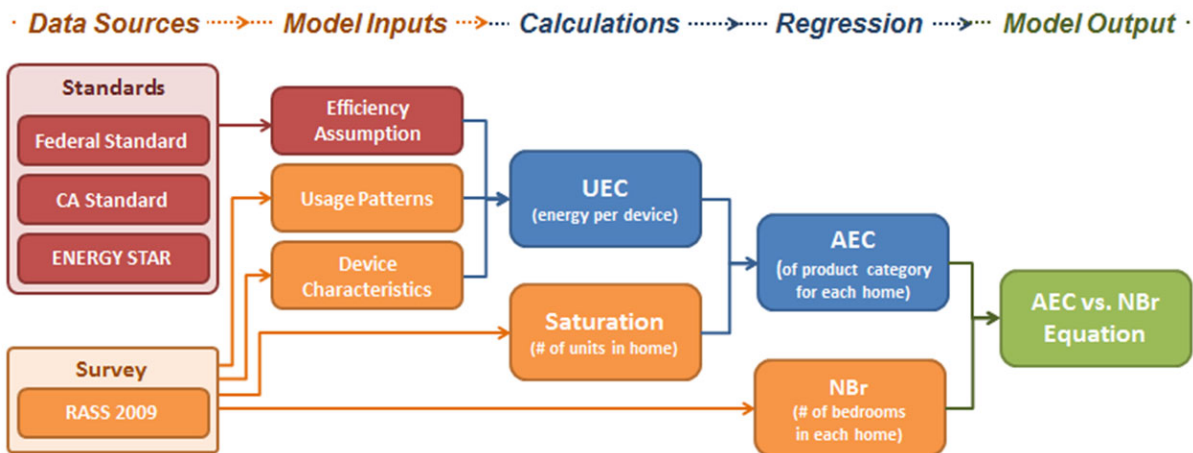 Data Sources
Model Inputs
Calculations
Regression
Model Output
Standards
Federal Standard
CA Standard
ENERGY STAR
Survey
RASS 2009
Efficiency
Assumption
Usage Patterns
Device
Characteristics
UEC
(energy per device)
Saturation
(# of units in home)
AEC
(of product category
for each home)
NBr
(# of bedrooms
in each home)
AEC vs. NBr
Equation